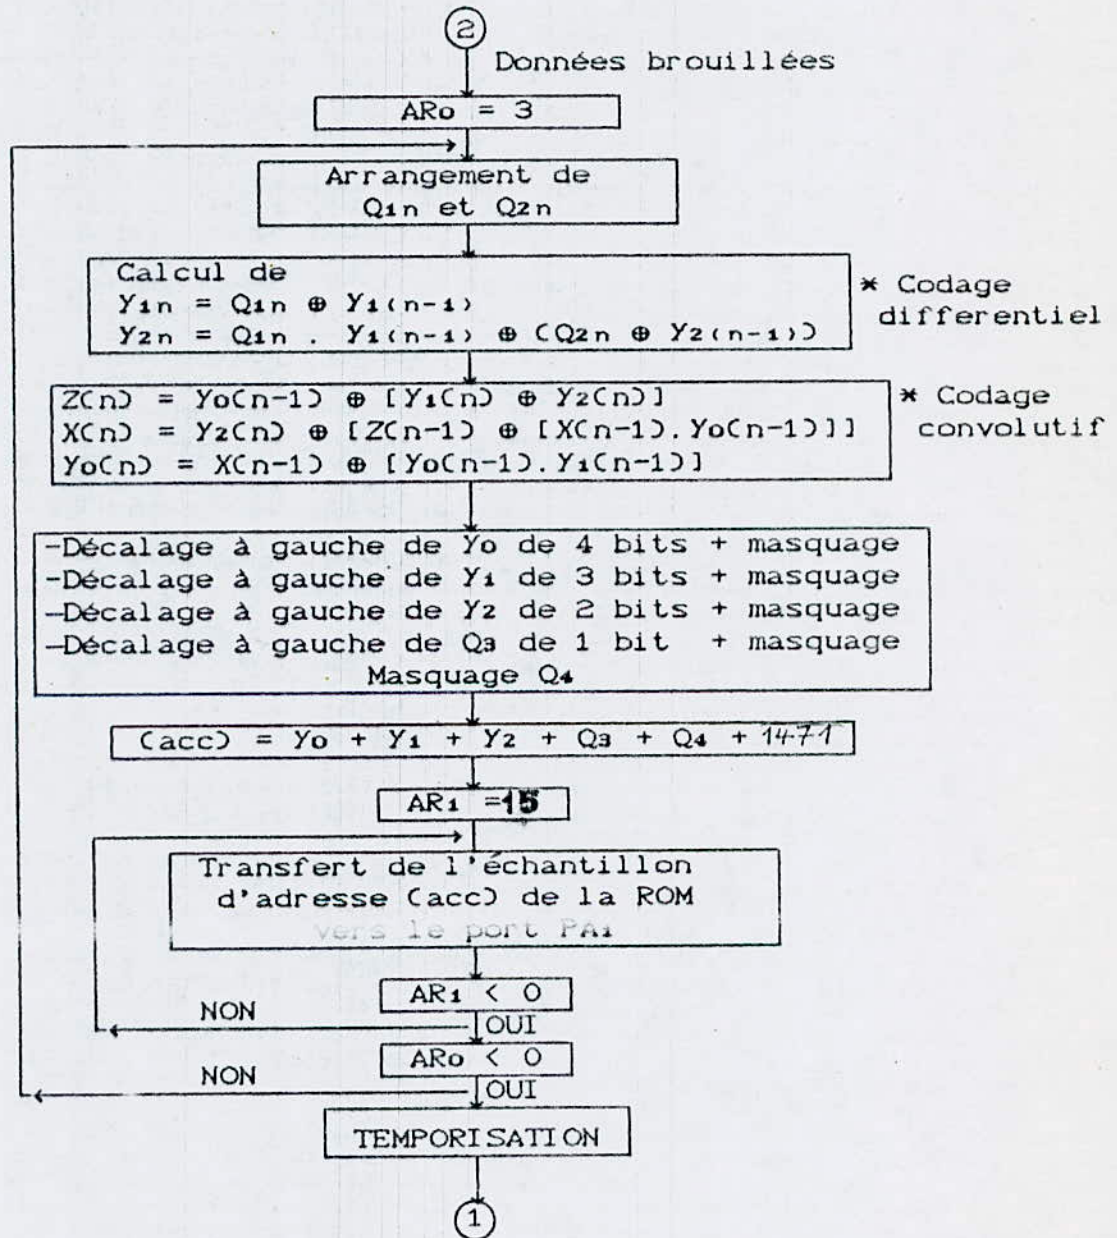 2
Données brouillées
ARo = 3
Arrangement de
Q1n et Q2n
Calcul de
Y1n = Q1n ⊕ Y1(n-1)
Y2n = Q1n . Y1(n-1) ⊕ (Q2n ⊕ Y2(n-1))
* Codage
differentiel
Z(n) = Yo(n-1) ⊕ [Y1(n) ⊕ Y2(n)]
X(n) = Y2(n) ⊕ [Z(n-1) ⊕ [X(n-1).Yo(n-1)]]
Yo(n) = X(n-1) ⊕ [Yo(n-1).Y1(n-1)]
* Codage
convolutif
-Décalage à gauche de Yo de 4 bits + masquage
-Décalage à gauche de Y1 de 3 bits + masquage
-Décalage à gauche de Y2 de 2 bits + masquage
-Décalage à gauche de Q3 de 1 bit + masquage
Masquage Q4
(acc) = Yo + Y1 + Y2 + Q3 + Q4 + 1471
AR1 =15
Transfert de l'échantillon
d'adresse (acc) de la ROM
vers le port PA1
AR1 < 0
NON
OUI
ARo < 0
NON
OUI
TEMPORISATION
1